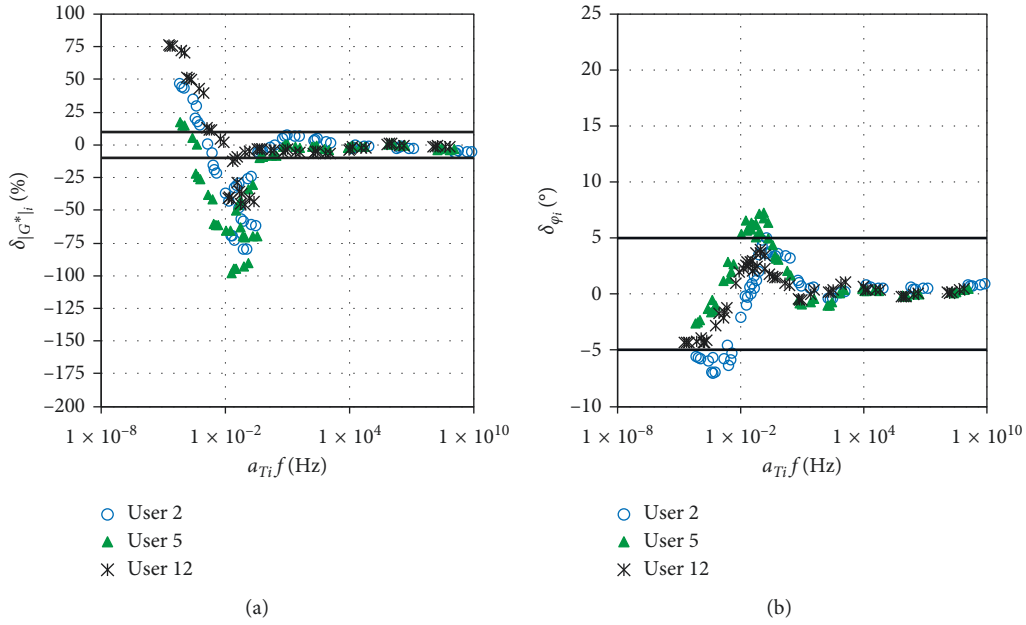 100
75
50
25
0
−25
−50
−75
−100
−125
−150
−175
−200
δ|G*|i (%)
1 × 10−8
1 × 10−2
1 × 104
1 × 1010
aTi f (Hz)
User 2
User 5
User 12
(a)
25
20
15
10
5
0
−5
−10
δφi (°)
1 × 10−8
1 × 10−2
1 × 104
1 × 1010
aTi f (Hz)
User 2
User 5
User 12
(b)